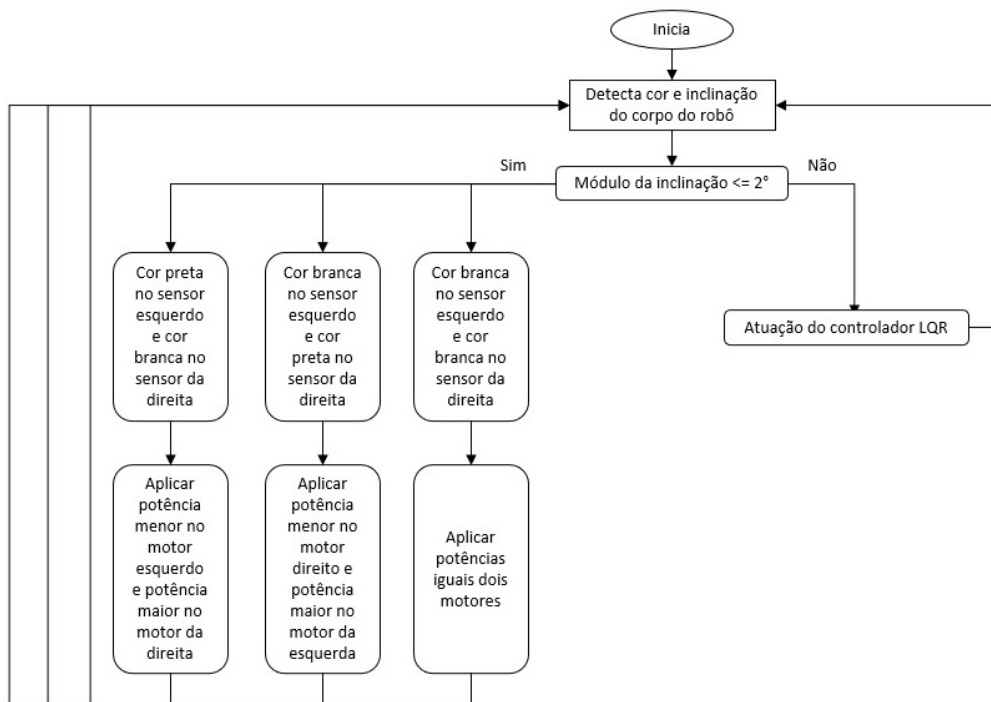 Inicia
Detecta cor e inclinação
do corpo do robô
Sim
Módulo da inclinação <= 2°
Não
Cor preta
no sensor
esquerdo
e cor
branca no
sensor da
direita
Cor branca
no sensor
esquerdo
e cor
preta no
sensor da
direita
Cor branca
no sensor
esquerdo
e cor
branca no
sensor da
direita
Atuação do controlador LQR
Aplicar
potência
menor no
motor
esquerdo
e potência
maior no
motor da
direita
Aplicar
potência
menor no
motor
direito e
potência
maior no
motor da
esquerda
Aplicar
potências
iguais dois
motores